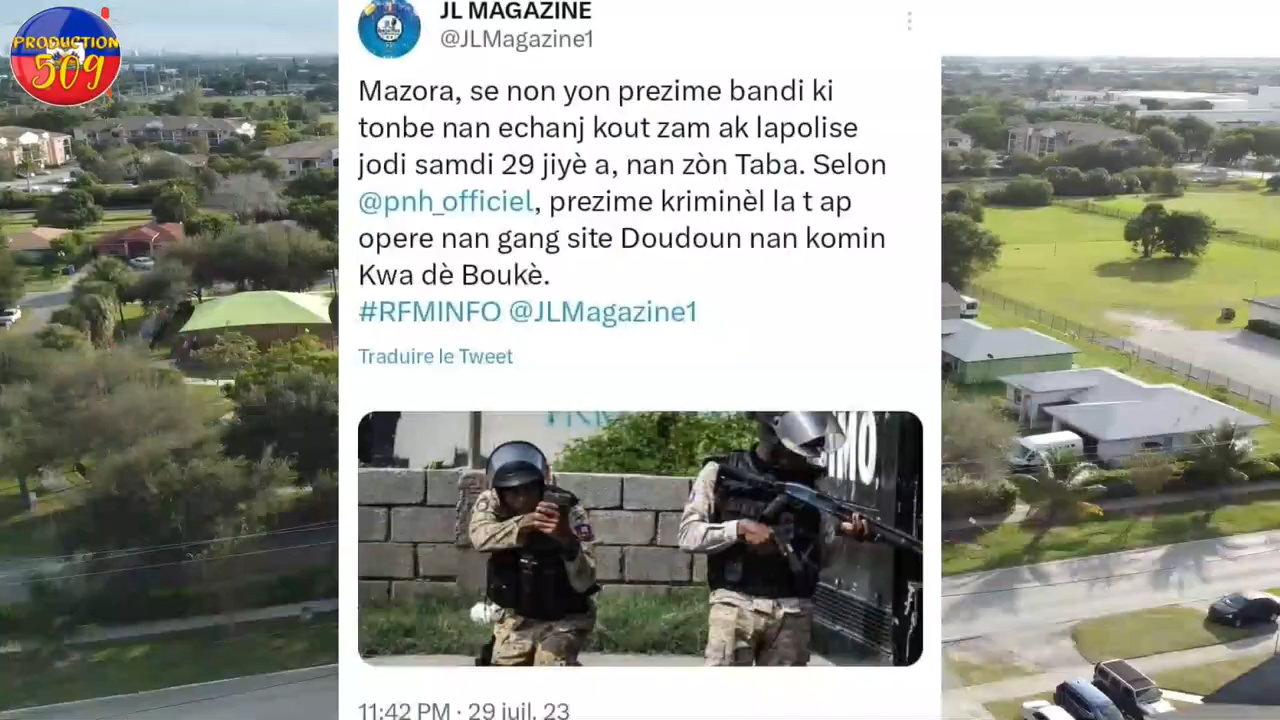 PRODUCTION
509
JL MAGAZINE
@JLMagazine1
Mazora, se non yon prezime bandi ki
tonbe nan echanj kout zam ak lapolise
jodi samdi 29 jiyè a, nan zòn Taba. Selon
@pnh_officiel, prezime kriminèl la t ap
opere nan gang site Doudoun nan komin
Kwa dè Boukè.
#RFMINFO @JLMagazine1
Traduire le Tweet
11:42 PM · 29 juil. 23